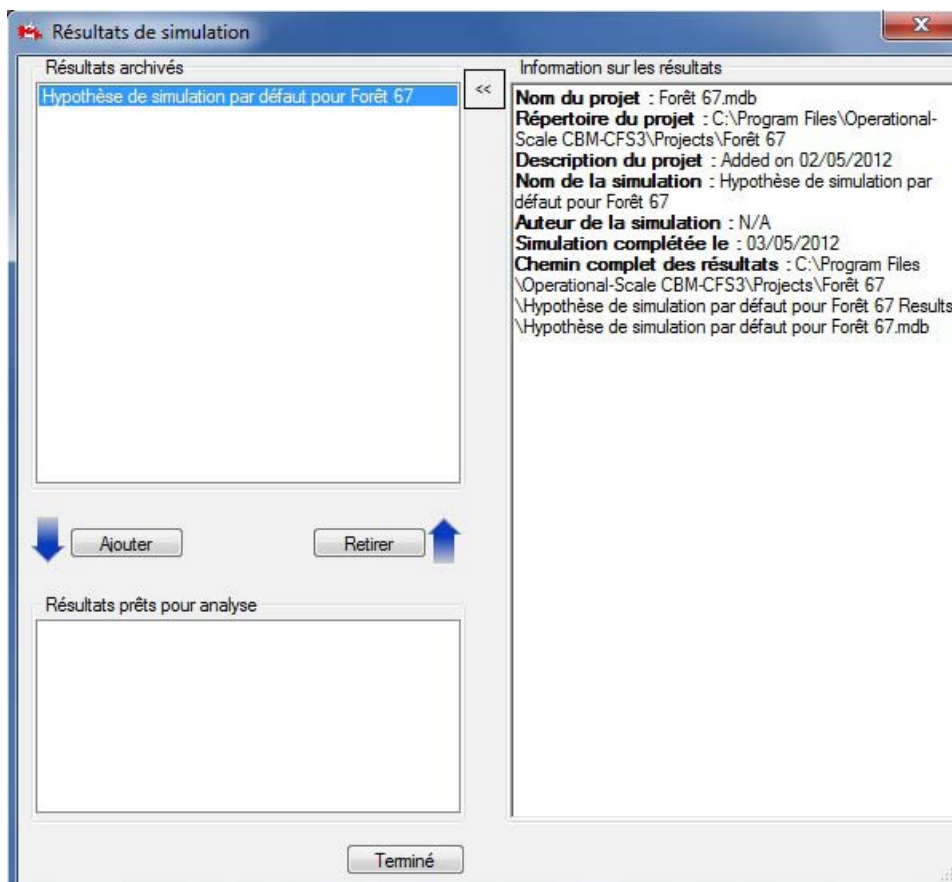 Résultats de simulation
X
Résultats archivés
Hypothèse de simulation par défaut pour Forêt 67
<<
Ajouter
Retirer
Résultats prêts pour analyse
Terminé
Information sur les résultats
Nom du projet : Forêt 67.mdb
Répertoire du projet : C:\Program Files\Operational-
Scale CBM-CFS3\Projects\Forêt 67
Description du projet : Added on 02/05/2012
Nom de la simulation : Hypothèse de simulation par
défaut pour Forêt 67
Auteur de la simulation : N/A
Simulation complétée le : 03/05/2012
Chemin complet des résultats : C:\Program Files
\Operational-Scale CBM-CFS3\Projects\Forêt 67
\Hypothèse de simulation par défaut pour Forêt 67 Results
\Hypothèse de simulation par défaut pour Forêt 67.mdb